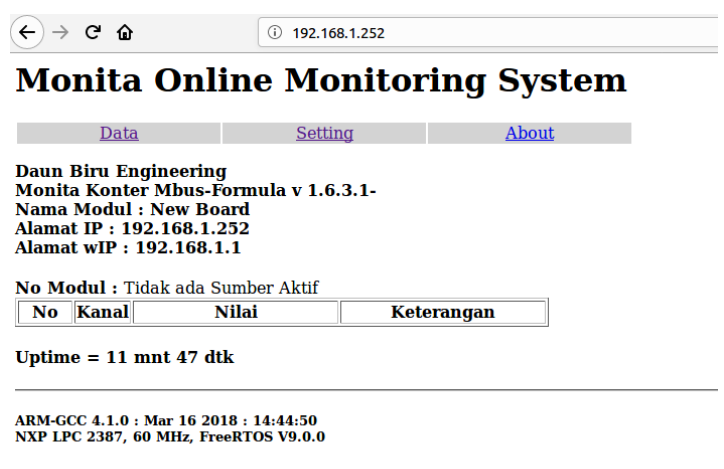 192.168.1.252
Monita Online Monitoring System
Data Setting About
Daun Biru Engineering
Monita Konter Mbus-Formula v 1.6.3.1-
Nama Modul : New Board
Alamat IP : 192.168.1.252
Alamat wIP : 192.168.1.1
No Modul : Tidak ada Sumber Aktif
No Kanal Nilai Keterangan
Uptime = 11 mnt 47 dtk
ARM-GCC 4.1.0 : Mar 16 2018 : 14:44:50
NXP LPC 2387, 60 MHz, FreeRTOS V9.0.0